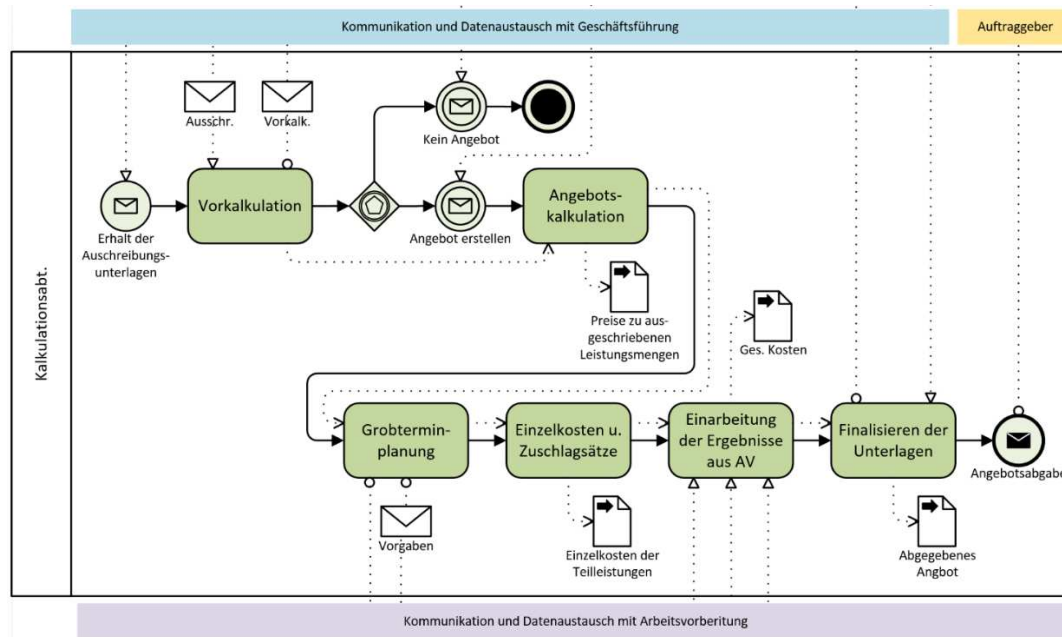 Kommunikation und Datenaustausch mit Geschäftsführung
Auftraggeber
Kalkulationsabt.
Ausschr.
Vorkalk.
Kein Angebot
Erhalt der
Auschreibungs-
unterlagen
Vorkalkulation
Angebot erstellen
Angebots-
kalkulation
Preise zu aus-
geschriebenen
Leistungsmengen
Ges. Kosten
Grobtermin-
planung
Einzelkosten u.
Zuschlagsätze
Einarbeitung
der Ergebnisse
aus AV
Finalisieren der
Unterlagen
Angebotsabgabe
Vorgaben
Einzelkosten der
Teilleistungen
Abgegebenes
Angbot
Kommunikation und Datenaustausch mit Arbeitsvorberitung